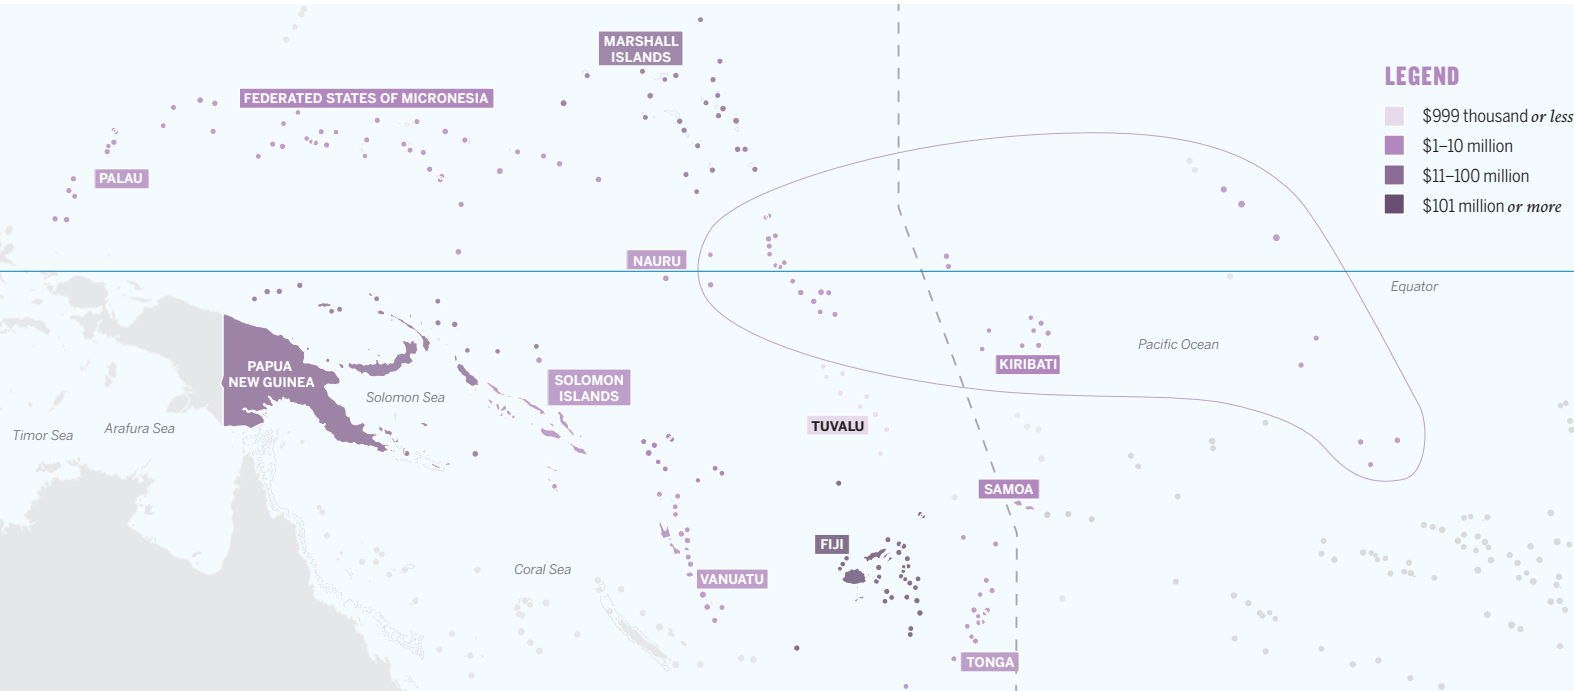 MARSHALL
ISLANDS
LEGEND
FEDERATED STATES OF MICRONESIA
$999 thousand or less
$1–10 million
PALAU
$11–100 million
$101 million or more
NAURU
Equator
Pacific Ocean
KIRIBATI
PAPUA
NEW GUINEA
SOLOMON
ISLANDS
Solomon Sea
TUVALU
Timor Sea
Arafura Sea
SAMOA
FIJI
Coral Sea
VANUATU
TONGA